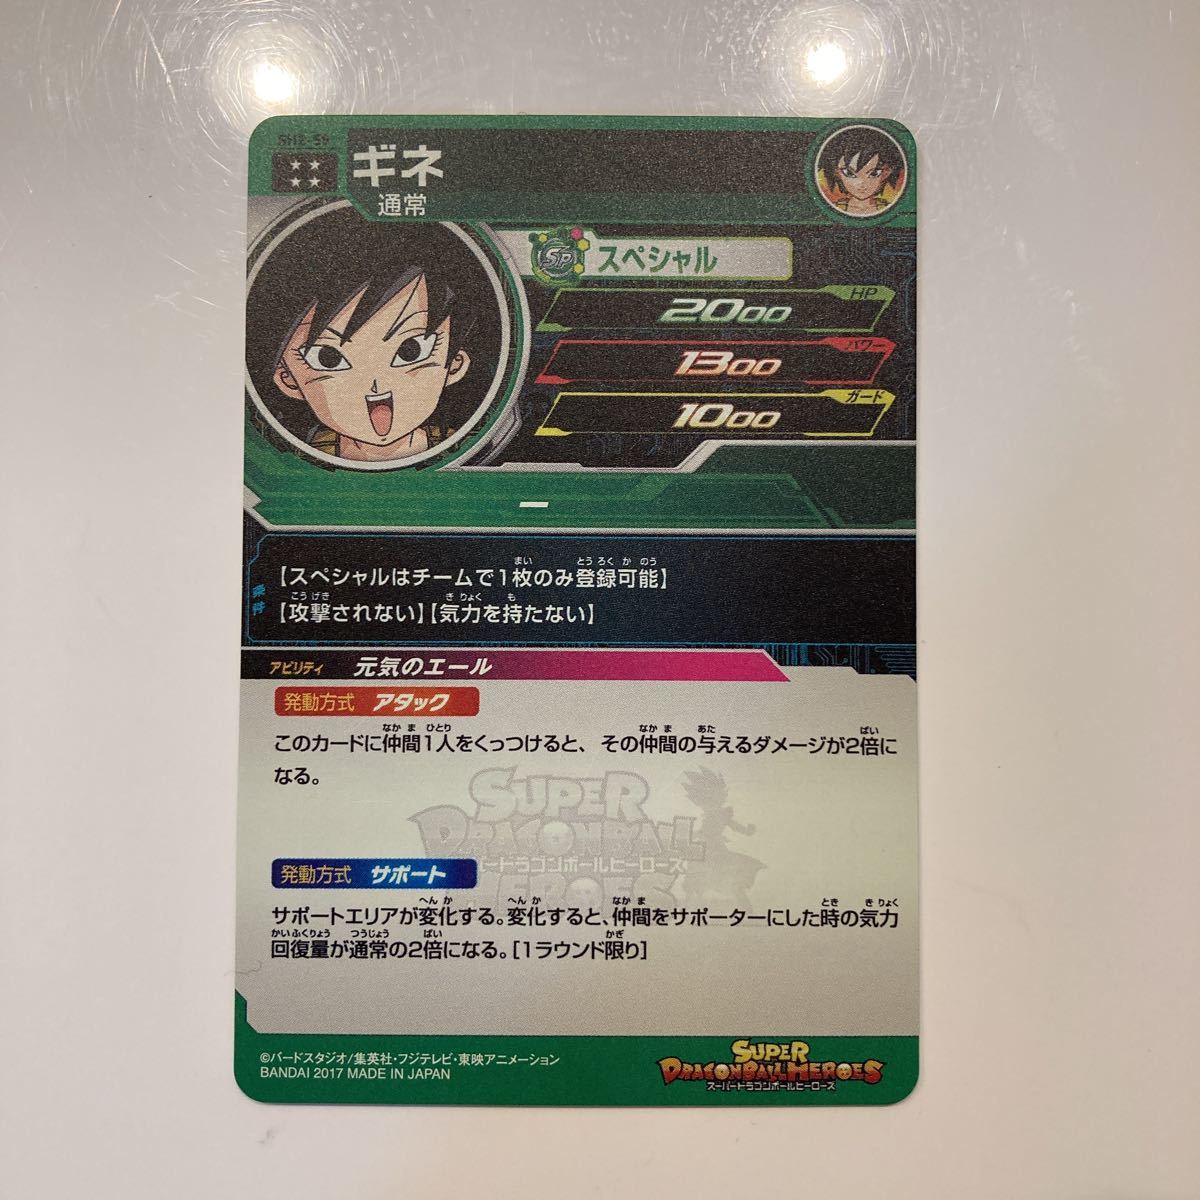 SH2-59
ギネ
通常
SP スペシャル
HP
2000
パワー
1300
ガード
1000
ー
条件
【スペシャルはチームで1枚のみ登録可能】
【攻撃されない】【気力を持たない】
アビリティ 元気のエール
発動方式 アタック
このカードに仲間1人をくっつけると、その仲間の与えるダメージが2倍に
なる。
発動方式 サポート
サポートエリアが変化する。変化すると、仲間をサポーターにした時の気力
回復量が通常の2倍になる。[1ラウンド限り]
SUPER
DRAGONBALL
スーパードラゴンボールヒーローズ
HEROES
©バードスタジオ/集英社・フジテレビ・東映アニメーション
BANDAI 2017 MADE IN JAPAN
SUPER
DRAGONBALL HEROES
スーパードラゴンボールヒーローズ